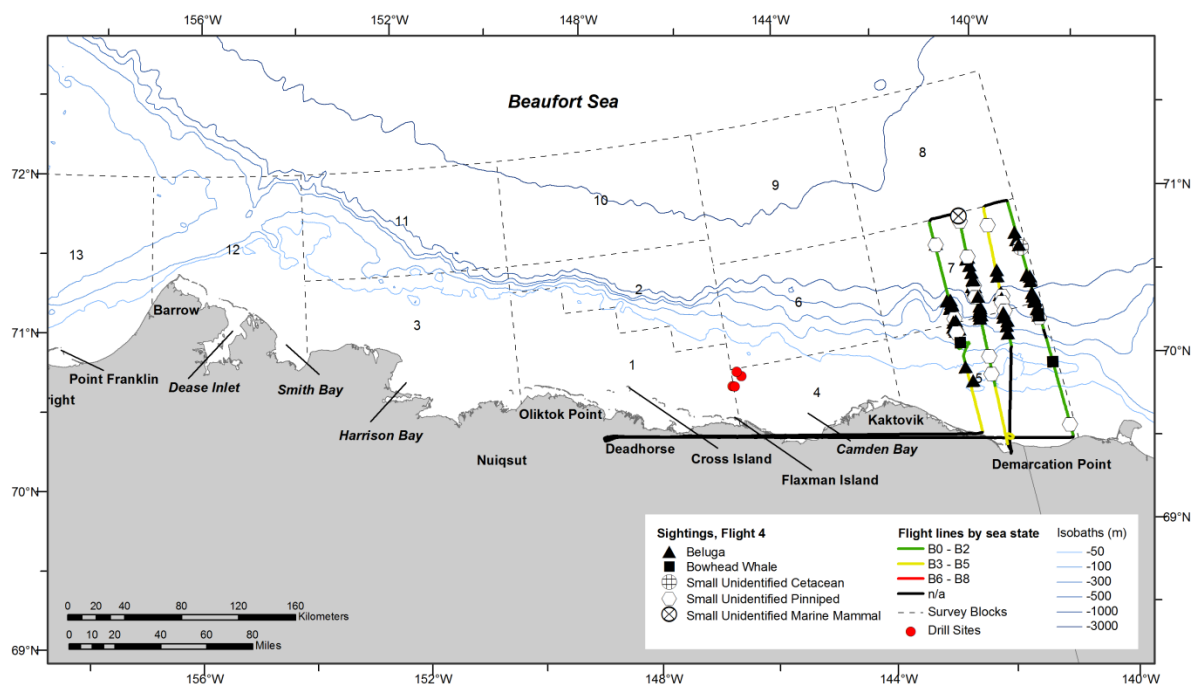 156°W 152°W 148°W 144°W 140°W
Beaufort Sea
72°N
71°N
8
9
10
11
12
13
7
2
6
3
Barrow
71°N
70°N
Point Franklin
right
Dease Inlet
Smith Bay
1
4
5
Harrison Bay
Oliktok Point
Kaktovik
Nuiqsut
Deadhorse
Cross Island
Camden Bay
Flaxman Island
Demarcation Point
70°N
69°N
Sightings, Flight 4
Beluga
Bowhead Whale
Small Unidentified Cetacean
Small Unidentified Pinniped
Small Unidentified Marine Mammal
Flight lines by sea state
B0 - B2
B3 - B5
B6 - B8
n/a
Survey Blocks
Drill Sites
Isobaths (m)
-50
-100
-300
-500
-1000
-3000
0 20 40 80 120 160
Kilometers
0 10 20 40 60 80
Miles
69°N
156°W 152°W 148°W 144°W 142°W 140°W